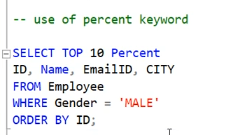 -- use of percent keyword
SELECT TOP 10 Percent
ID, Name, EmailID, CITY
FROM Employee
WHERE Gender = 'MALE'
ORDER BY ID;